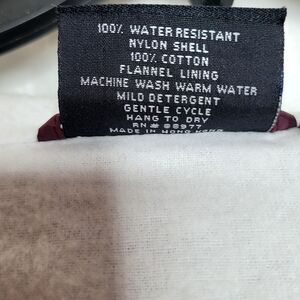 100% WATER RESISTANT
NYLON SHELL
100% COTTON
FLANNEL LINING
MACHINE WASH WARM WATER
MILD DETERGENT
GENTLE CYCLE
HANG TO DRY
RN# 68977
MADE IN HONG KONG